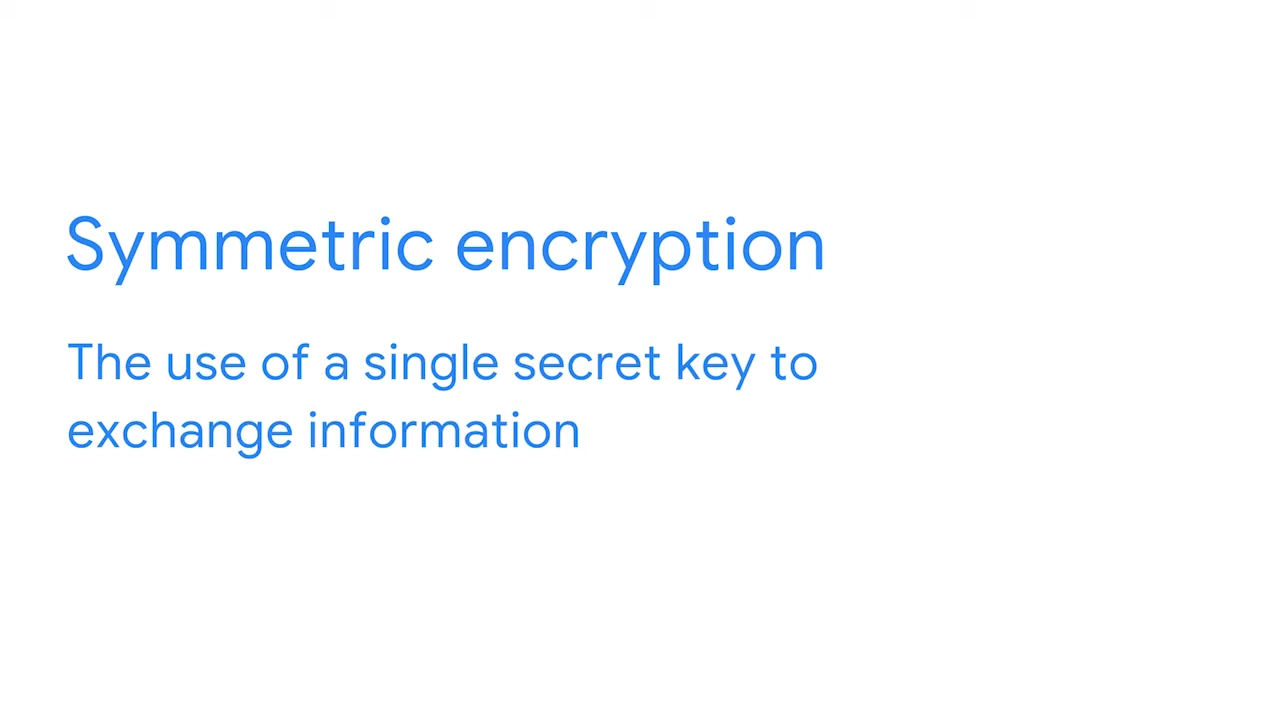 Symmetric encryption
The use of a single secret key to
exchange information